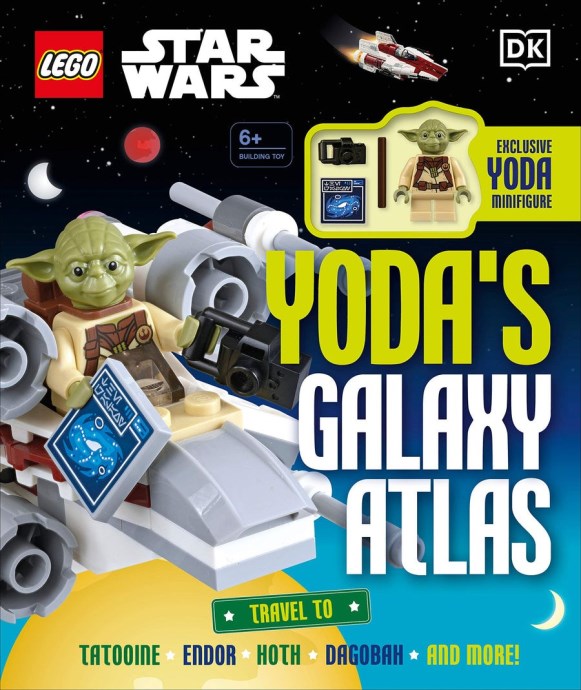 LEGO
STAR
WARS
DK
6+
BUILDING TOY
EXCLUSIVE
YODA
MINIFIGURE
YODA'S
GALAXY
ATLAS
TRAVEL TO
TATOOINE ★ ENDOR ★ HOTH ★ DAGOBAH ★ AND MORE!